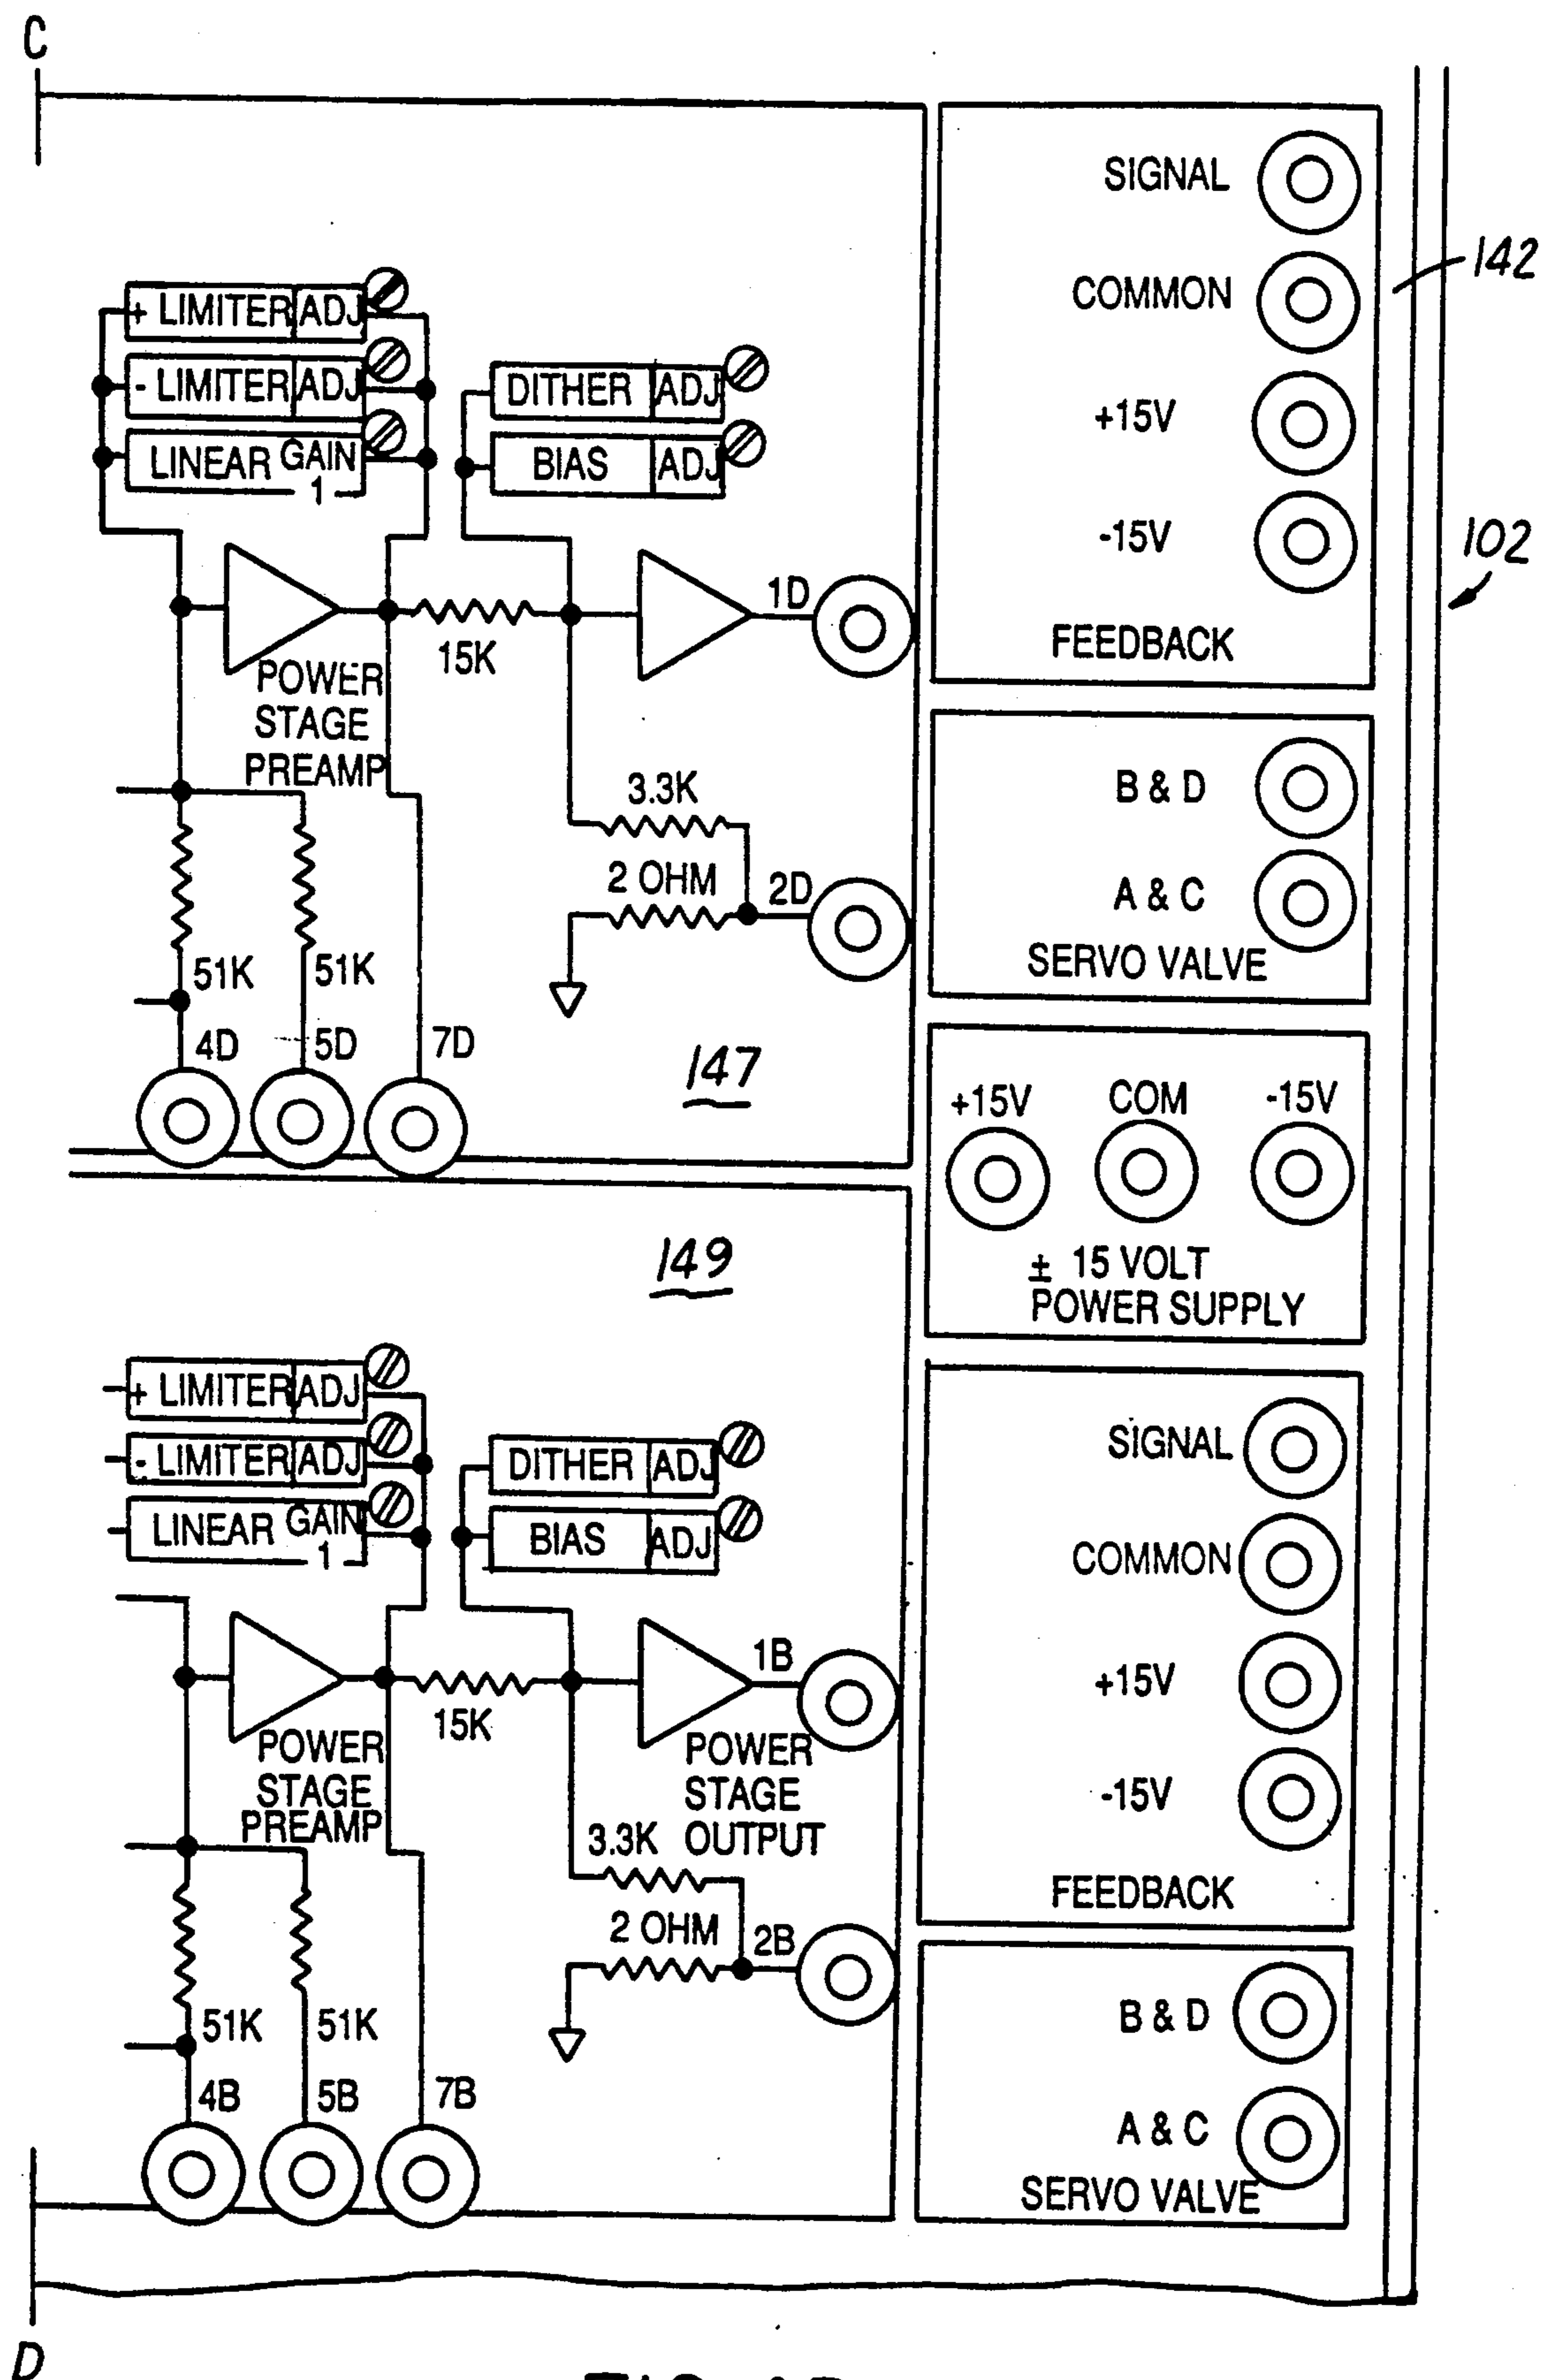 C
+ LIMITER ADJ
- LIMITER ADJ
LINEAR GAIN
1
DITHER ADJ
BIAS ADJ
POWER
STAGE
PREAMP
15K
1D
3.3K
2 OHM
2D
51K
51K
4D
5D
7D
147
SIGNAL
COMMON
+15V
-15V
FEEDBACK
142
102
B & D
A & C
SERVO VALVE
+15V COM -15V
± 15 VOLT
POWER SUPPLY
149
+ LIMITER ADJ
- LIMITER ADJ
LINEAR GAIN
1
DITHER ADJ
BIAS ADJ
POWER
STAGE
PREAMP
15K
1B
POWER
STAGE
OUTPUT
3.3K
2 OHM
2B
51K
51K
4B
5B
7B
SIGNAL
COMMON
+15V
-15V
FEEDBACK
B & D
A & C
SERVO VALVE
D